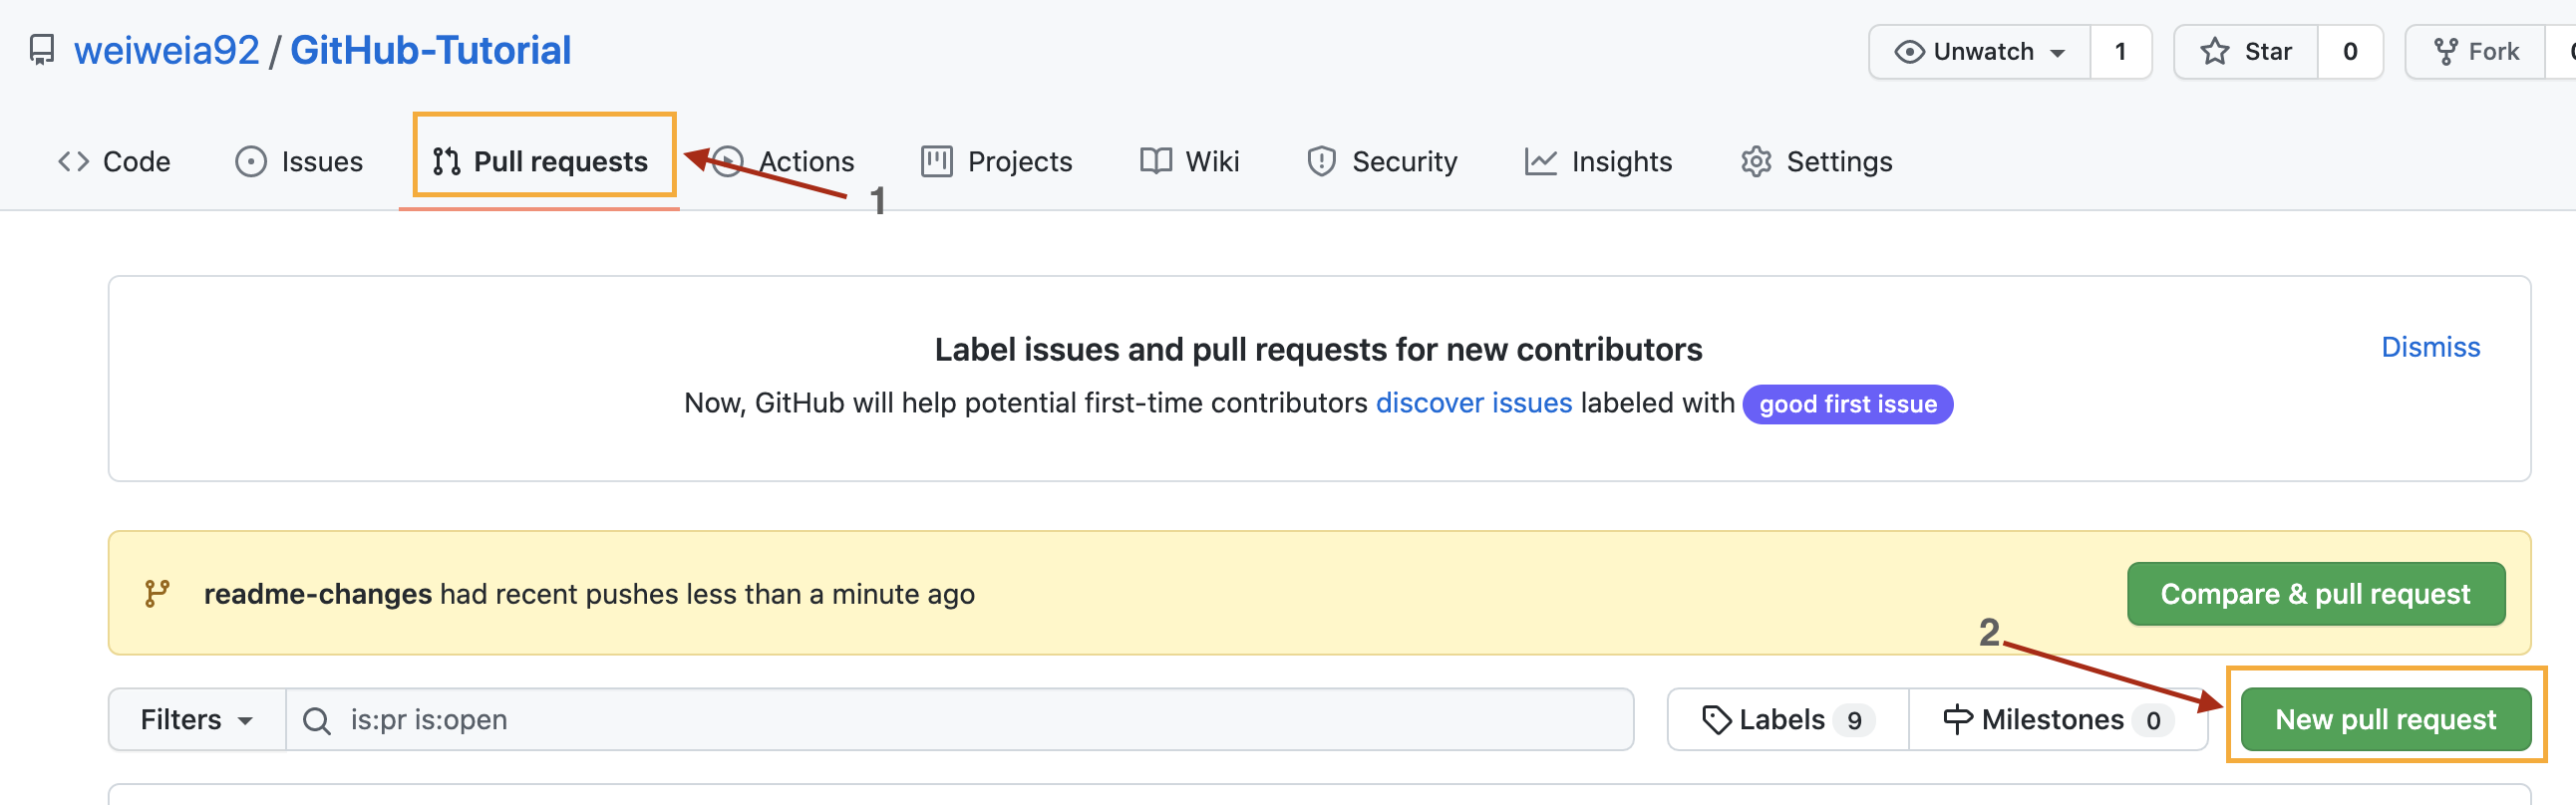 weiweia92 / GitHub-Tutorial
Unwatch 1 Star 0 Fork
Code Issues Pull requests Actions Projects Wiki Security Insights Settings
1
Label issues and pull requests for new contributors
Dismiss
Now, GitHub will help potential first-time contributors discover issues labeled with good first issue
readme-changes had recent pushes less than a minute ago
Compare & pull request
2
Filters is:pr is:open Labels 9 Milestones 0 New pull request